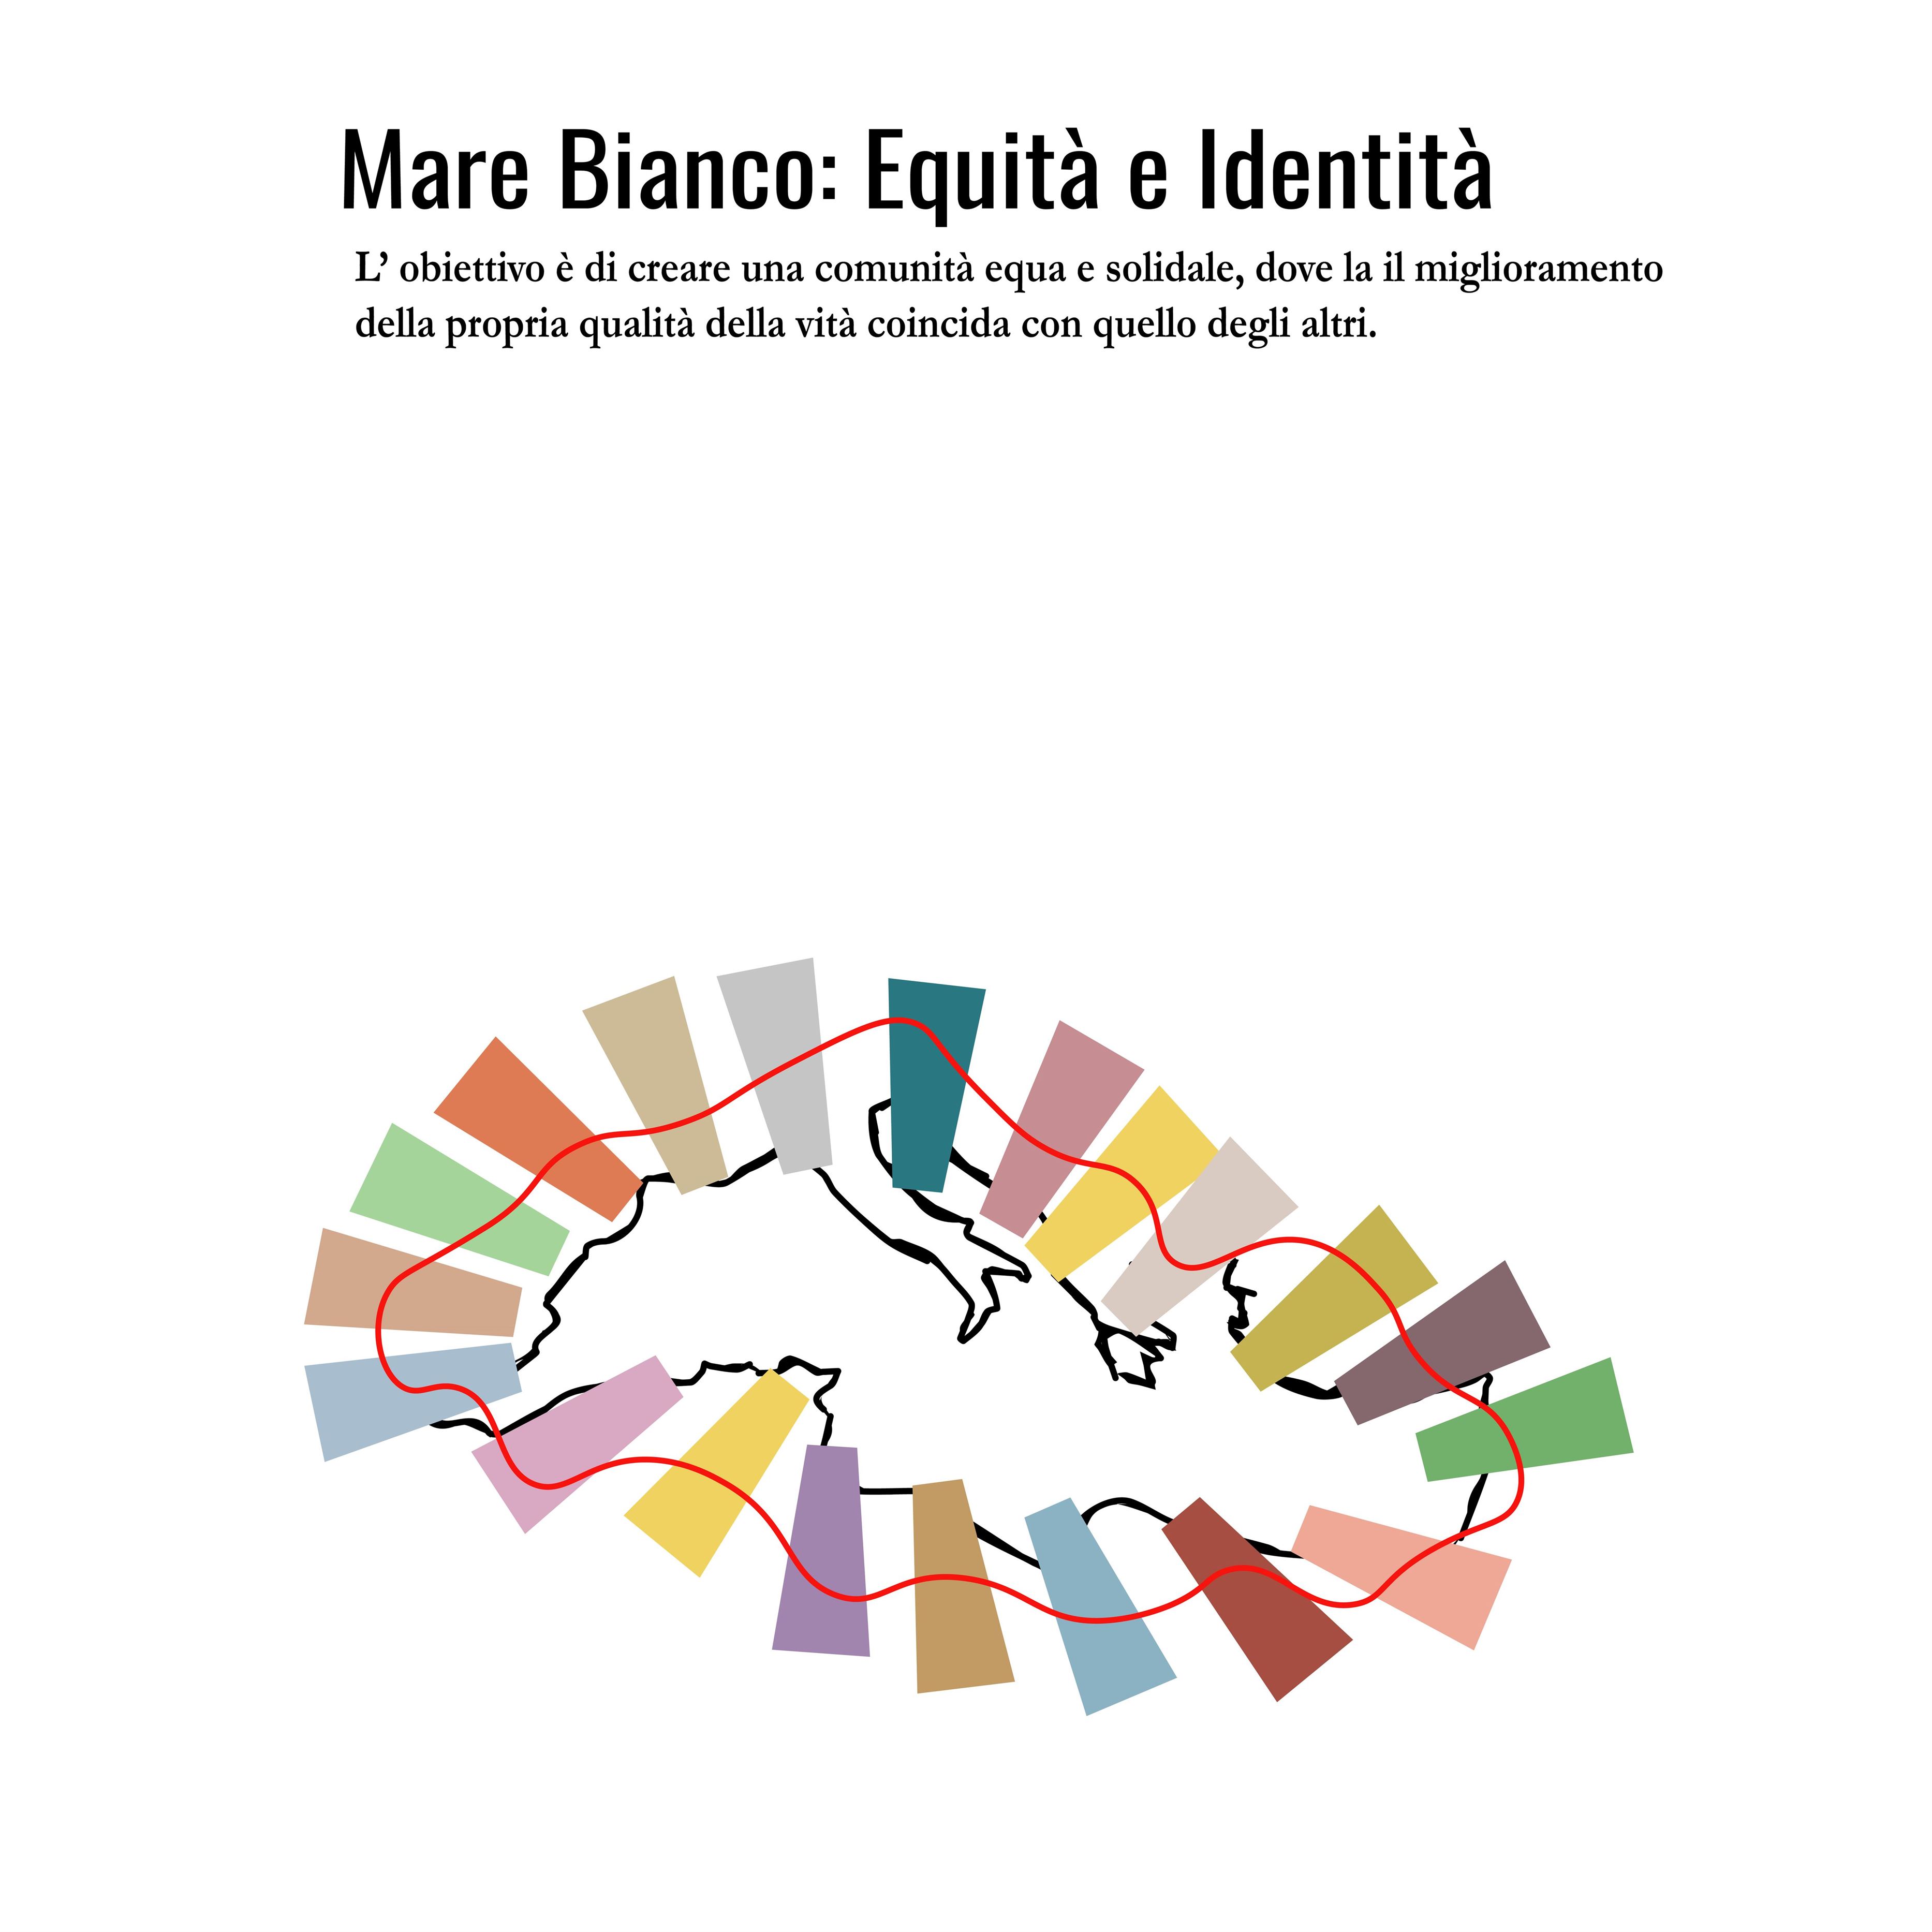 Mare Bianco: Equità e Identità
L’ obiettivo è di creare una comunità equa e solidale, dove la il miglioramento
della propria qualità della vità coincida con quello degli altri.